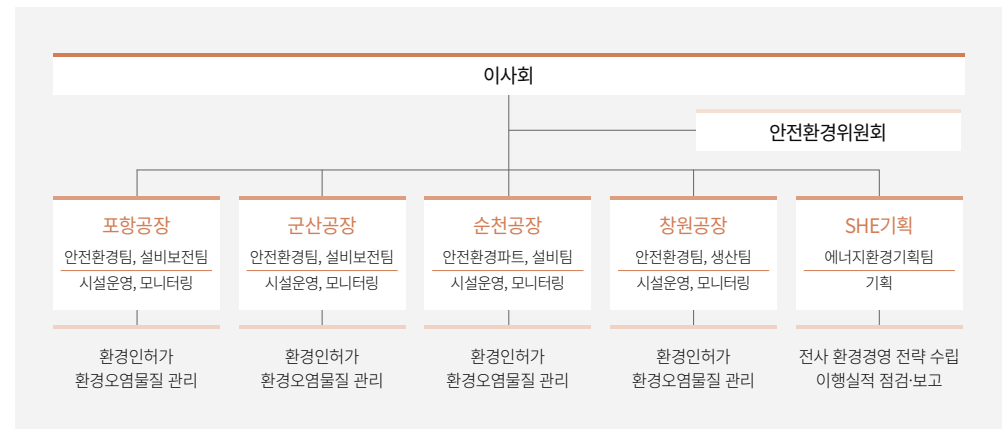 이사회
안전환경위원회
포항공장
안전환경팀, 설비보전팀
시설운영, 모니터링
환경인허가
환경오염물질 관리
군산공장
안전환경팀, 설비보전팀
시설운영, 모니터링
환경인허가
환경오염물질 관리
순천공장
안전환경파트, 설비팀
시설운영, 모니터링
환경인허가
환경오염물질 관리
창원공장
안전환경팀, 생산팀
시설운영, 모니터링
환경인허가
환경오염물질 관리
SHE기획
에너지환경기획팀
기획
전사 환경경영 전략 수립
이행실적 점검·보고